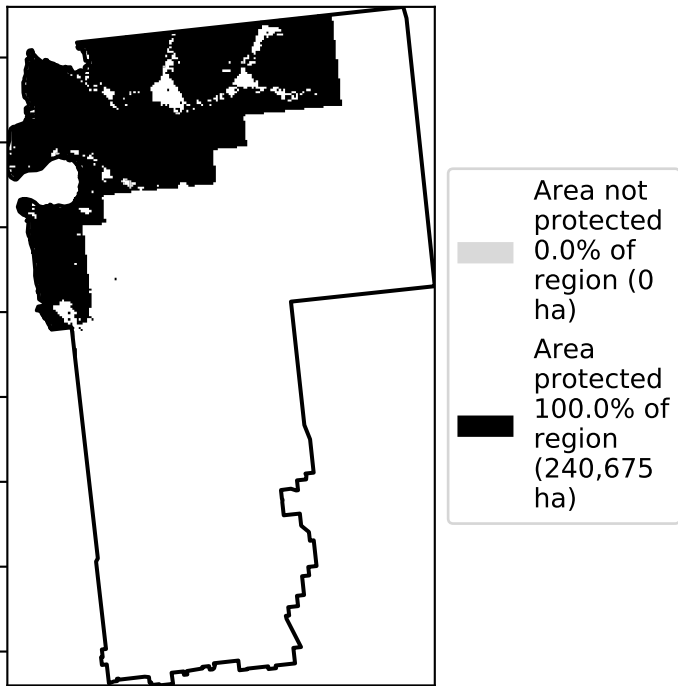 Area not
protected
0.0% of
region (0
ha)
Area
protected
100.0% of
region
(240,675
ha)